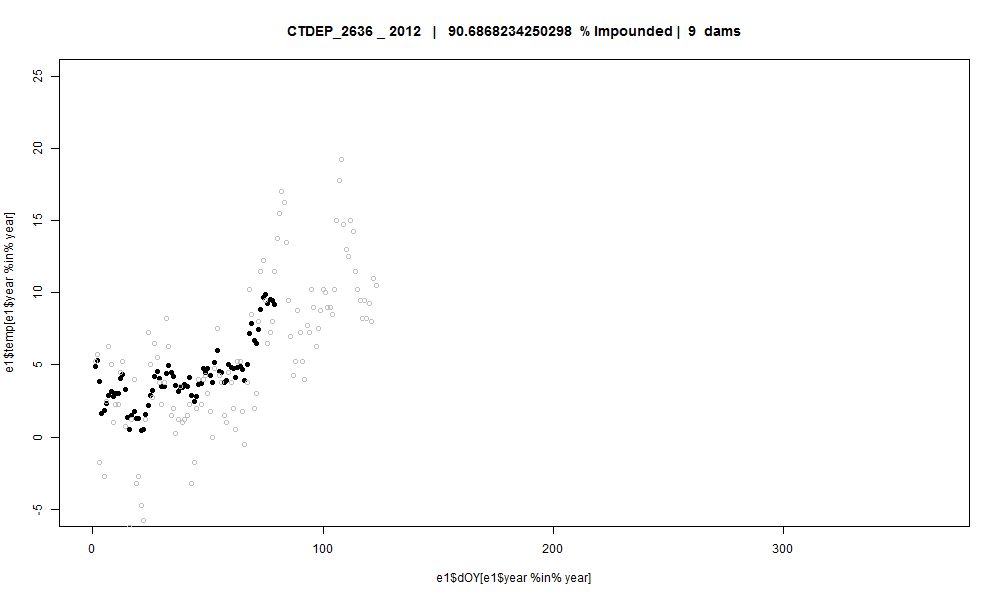 CTDEP_2636 _ 2012 | 90.6868234250298 % Impounded | 9 dams
25
20
15
10
5
0
-5
e1$temp[e1$year %in% year]
0 100 200 300
e1$dOY[e1$year %in% year]